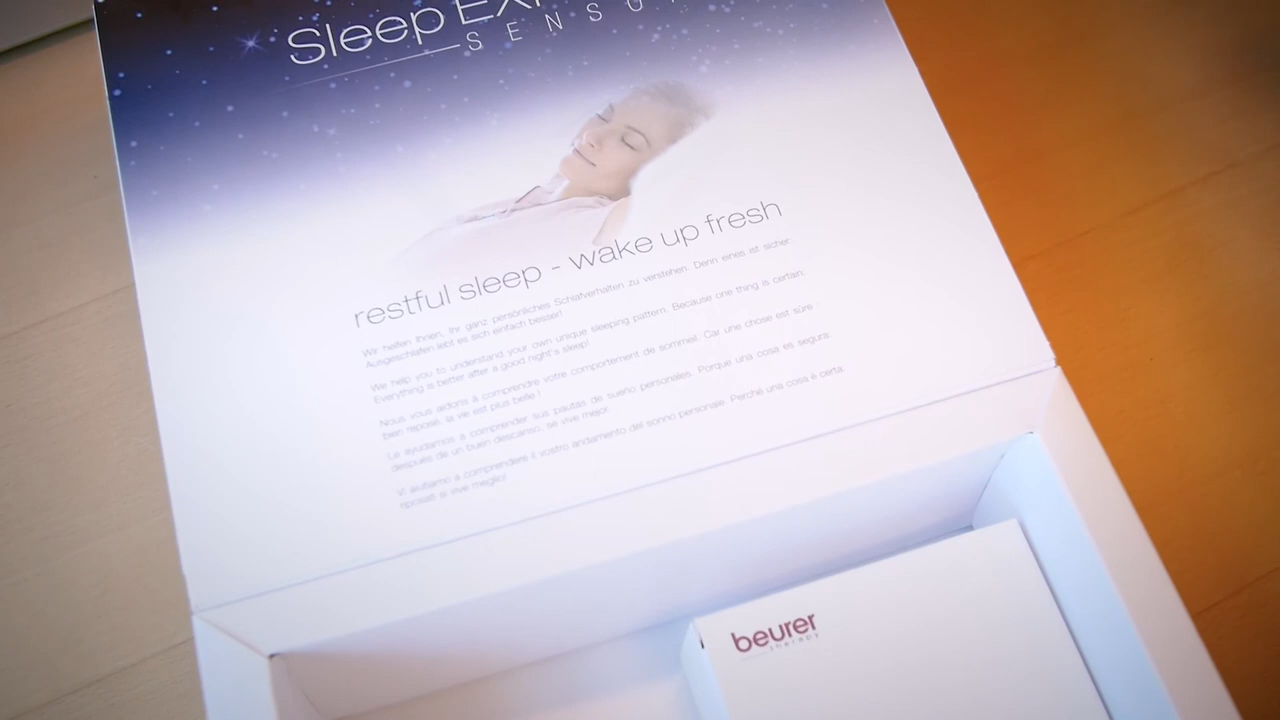 Sleep
SENSO
restful sleep - wake up fresh
Wir helfen Ihnen, Ihr ganz persönliches Schlafverhalten zu verstehen. Denn eines ist sicher:
Ausgeschlafen lebt es sich einfach besser!
We help you to understand your own unique sleeping pattern. Because one thing is certain:
Everything is better after a good night's sleep!
Nous vous aidons à comprendre votre comportement de sommeil. Car une chose est sûre :
bien reposé, la vie est plus belle !
Le ayudamos a comprender sus pautas de sueño personales. Porque una cosa es segura:
después de un buen descanso, se vive mejor.
Vi aiutiamo a comprendere il vostro andamento del sonno personale. Perché una cosa è certa:
riposati si vive meglio!
beurer
therapy